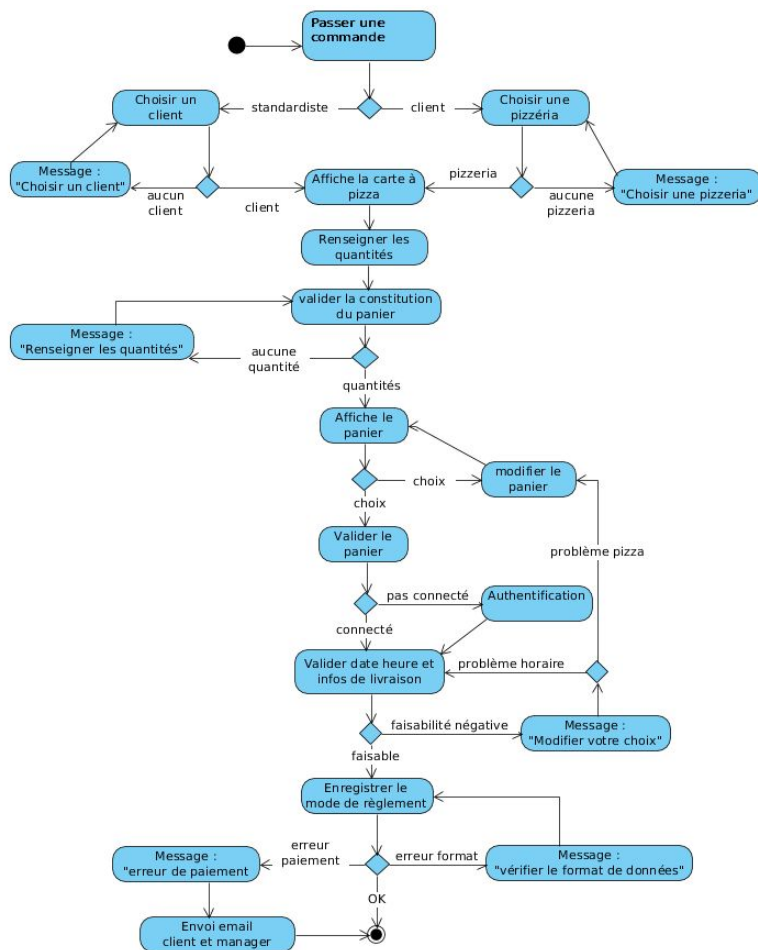 Passer une
commande
Choisir un
client
standardiste
client
Choisir une
pizzéria
Message :
"Choisir un client"
aucun
client
client
Affiche la carte à
pizza
pizzeria
aucune
pizzeria
Message :
"Choisir une pizzeria"
Renseigner les
quantités
valider la constitution
du panier
Message :
"Renseigner les quantités"
aucune
quantité
quantités
Affiche le
panier
choix
modifier le
panier
choix
Valider le
panier
problème pizza
pas connecté
Authentification
connecté
Valider date heure et
infos de livraison
problème horaire
faisabilité négative
Message :
"Modifier votre choix"
faisable
Enregistrer le
mode de règlement
Message :
"erreur de paiement
erreur
paiement
erreur format
Message :
"vérifier le format de données"
OK
Envoi email
client et manager